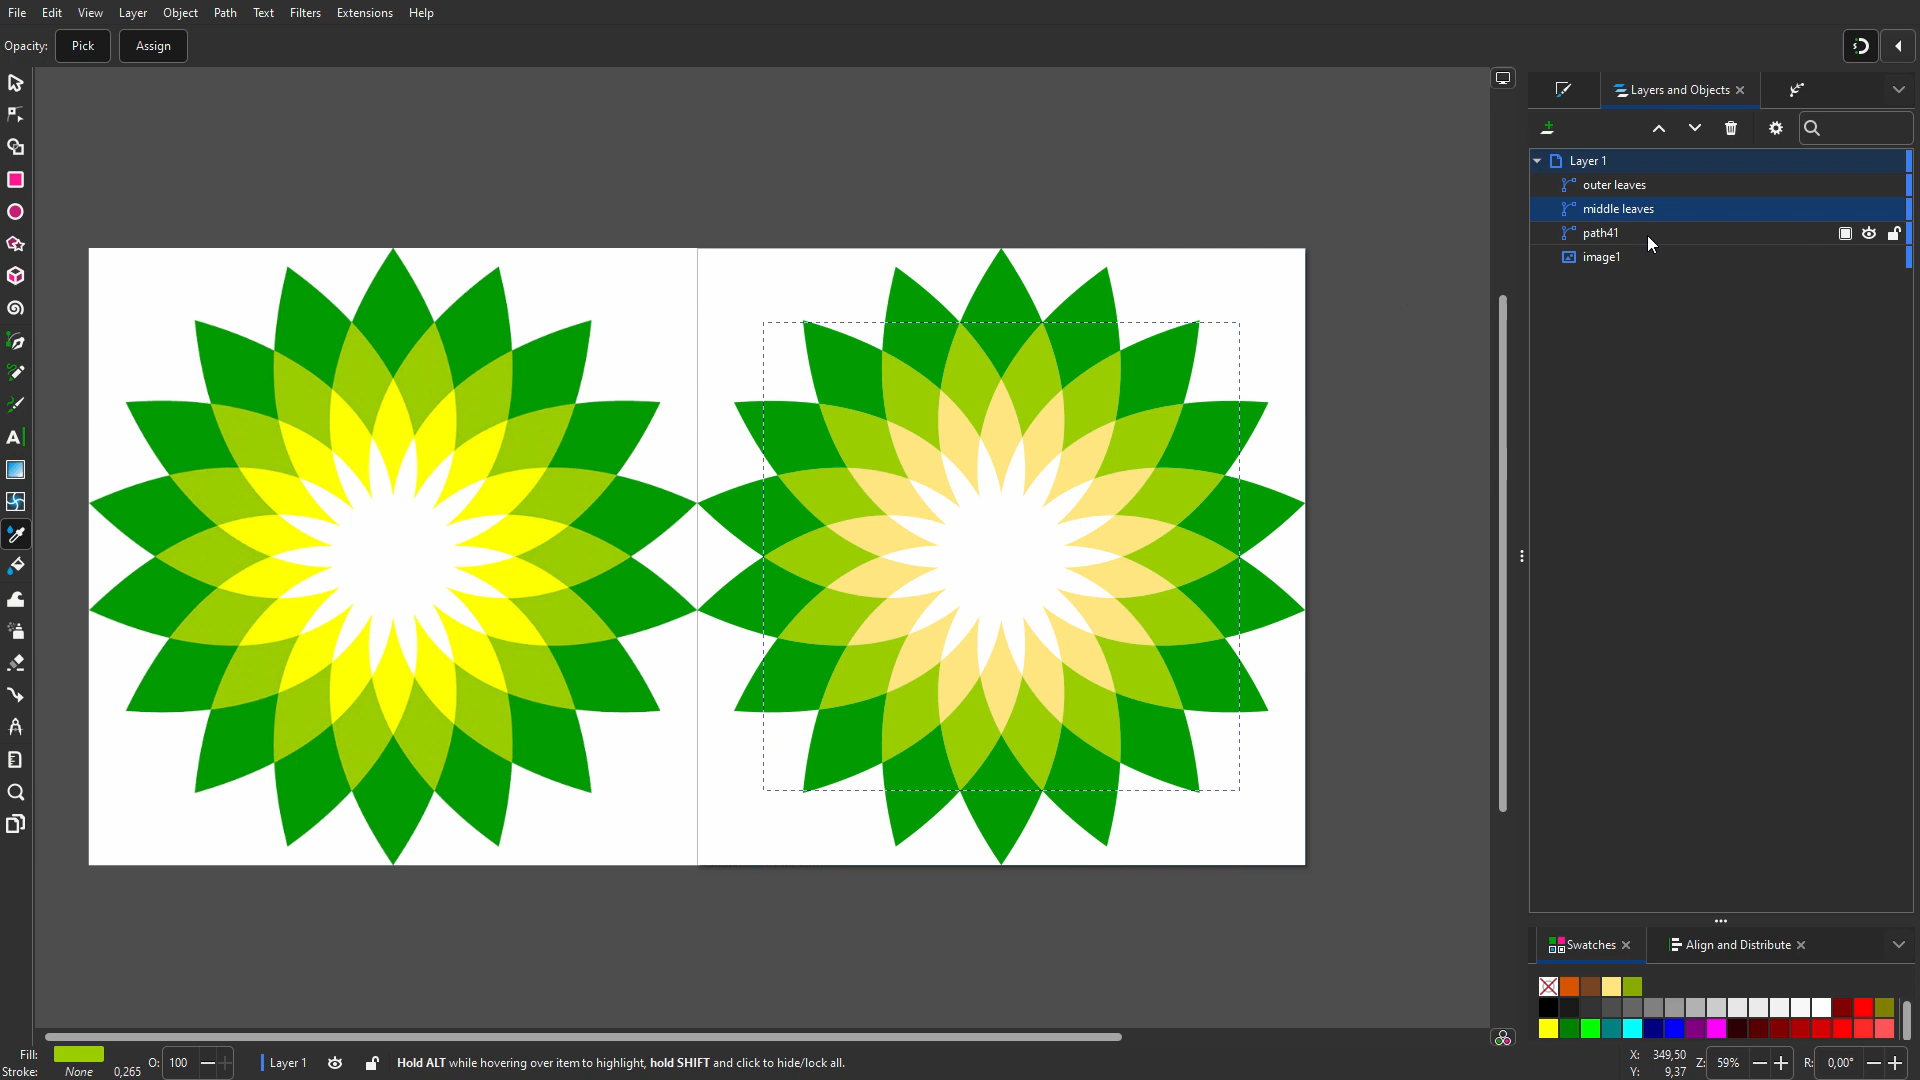 File Edit View Layer Object Path Text Filters Extensions Help
Opacity: Pick Assign
Layers and Objects
Layer 1
outer leaves
middle leaves
path41
image1
Swatches Align and Distribute
Fill:
Stroke: None 0,265 O: 100 Layer 1 Hold ALT while hovering over item to highlight, hold SHIFT and click to hide/lock all.
X: 349,50
Y: 9,37
Z: 59% R: 0,00°